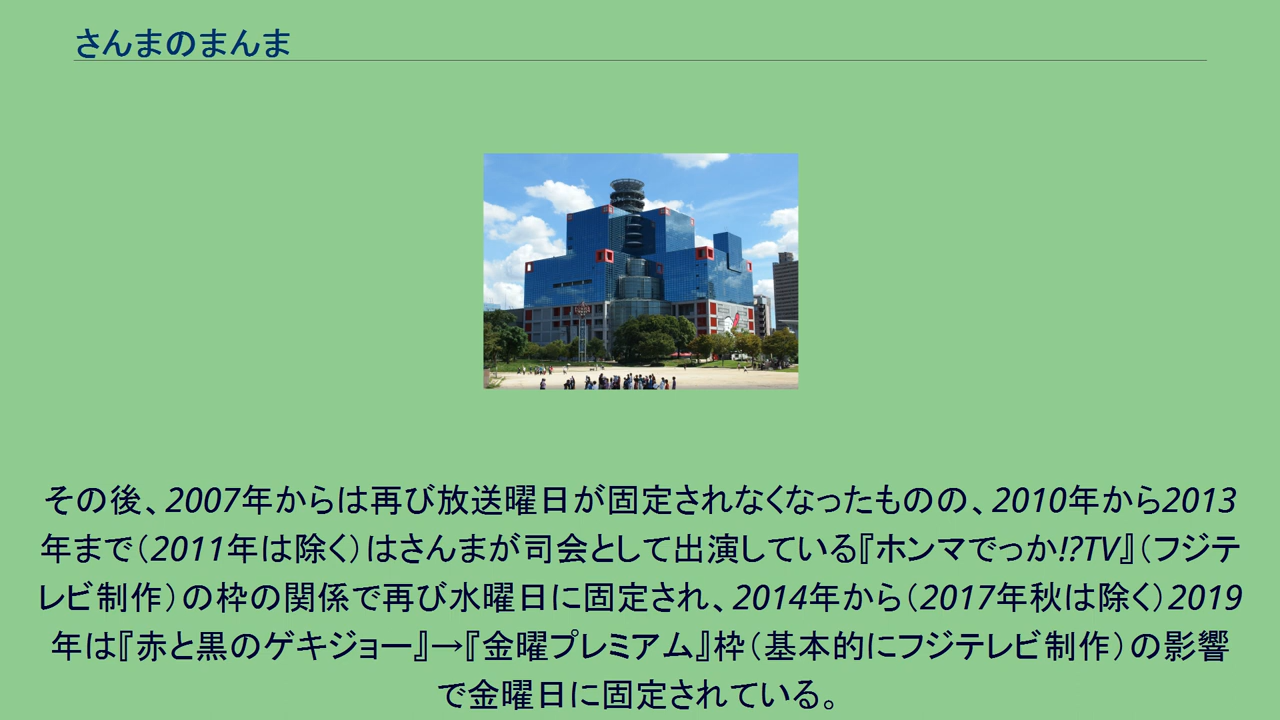 さんまのまんま
その後、2007年からは再び放送曜日が固定されなくなったものの、2010年から2013
年まで（2011年は除く）はさんまが司会として出演している『ホンマでっか!?TV』（フジテ
レビ制作）の枠の関係で再び水曜日に固定され、2014年から（2017年秋は除く）2019
年は『赤と黒のゲキジョー』→『金曜プレミアム』枠（基本的にフジテレビ制作）の影響
で金曜日に固定されている。